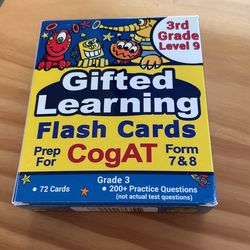 3rd Grade
Level 9
Gifted
Learning
Flash Cards
Prep For CogAT Form 7&8
Grade 3
• 72 Cards • 200+ Practice Questions
(not actual test questions)